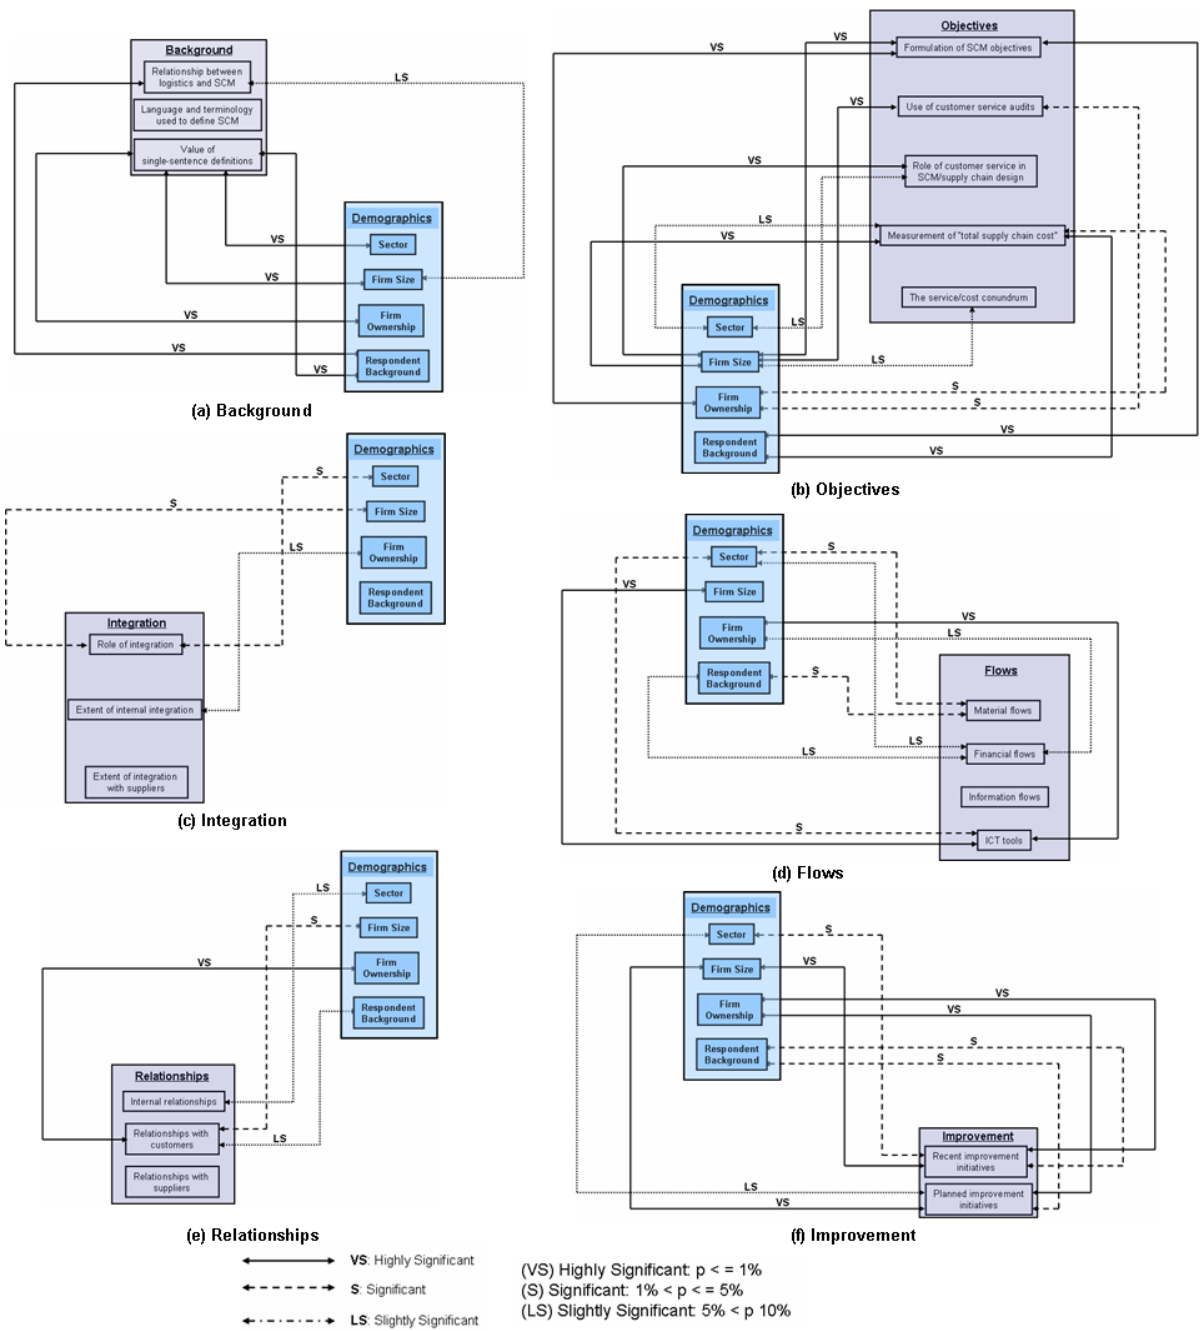 Background
Relationship between
logistics and SCM
Language and terminology
used to define SCM
Value of
single-sentence definitions
LS
Demographics
VS
Sector
VS
Firm Size
VS
Firm
Ownership
VS
Respondent
Background
VS
(a) Background
Objectives
VS
Formulation of SCM objectives
VS
VS
Use of customer service audits
VS
Role of customer service in
SCM/supply chain design
LS
VS
Measurement of "total supply chain cost"
The service/cost conundrum
Demographics
Sector
LS
Firm Size
LS
Firm
Ownership
S
S
Respondent
Background
VS
VS
(b) Objectives
Demographics
S
Sector
S
Firm Size
LS
Firm
Ownership
Respondent
Background
Integration
Role of integration
Extent of internal integration
Extent of integration
with suppliers
(c) Integration
Demographics
S
Sector
VS
Firm Size
Firm
Ownership
VS
LS
Respondent
Background
S
Flows
Material flows
LS
LS
Financial flows
Information flows
S
ICT tools
(d) Flows
Demographics
LS
Sector
S
Firm Size
VS
Firm
Ownership
Respondent
Background
Relationships
Internal relationships
Relationships with
customers
LS
Relationships with
suppliers
(e) Relationships
Demographics
Sector
S
Firm Size
VS
Firm
Ownership
VS
VS
Respondent
Background
S
S
Improvement
Recent improvement
initiatives
LS
Planned improvement
initiatives
VS
(f) Improvement
VS: Highly Significant
S: Significant
LS: Slightly Significant
(VS) Highly Significant: p < = 1%
(S) Significant: 1% < p < = 5%
(LS) Slightly Significant: 5% < p 10%